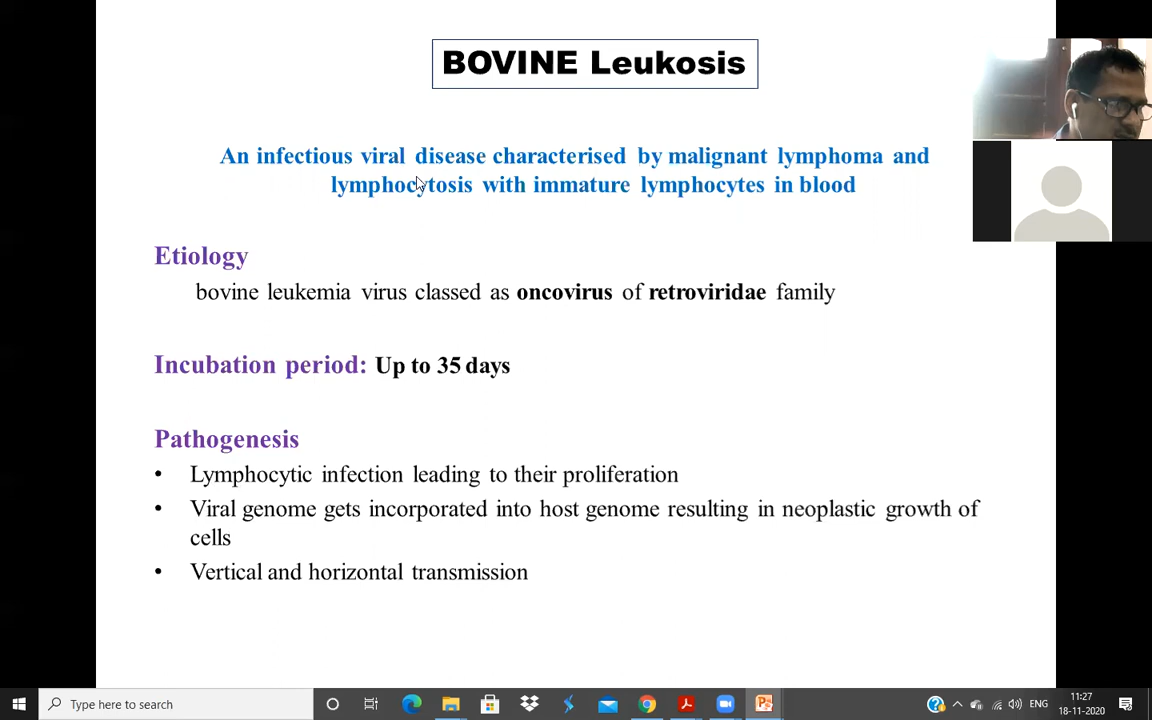 BOVINE Leukosis
An infectious viral disease characterised by malignant lymphoma and
lymphocytosis with immature lymphocytes in blood
Etiology
bovine leukemia virus classed as oncovirus of retroviridae family
Incubation period: Up to 35 days
Pathogenesis
• Lymphocytic infection leading to their proliferation
• Viral genome gets incorporated into host genome resulting in neoplastic growth of
cells
• Vertical and horizontal transmission
Type here to search
ENG
11:27
18-11-2020